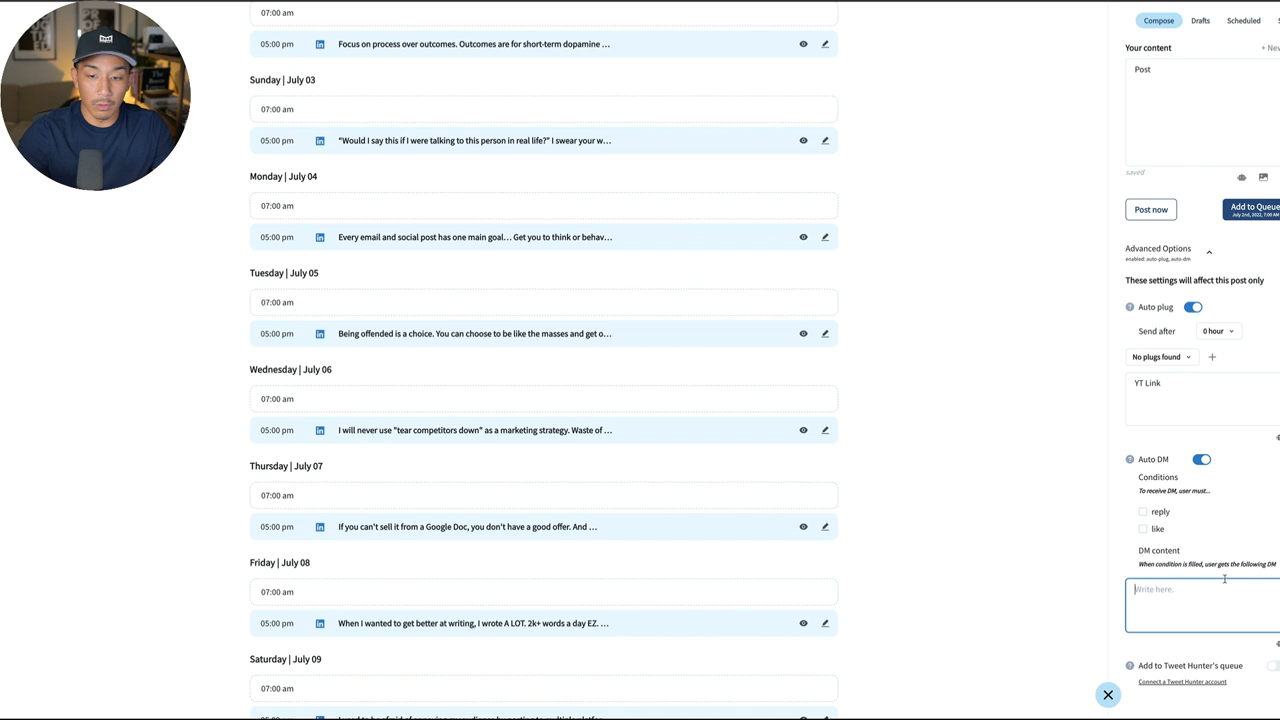 07:00 am
05:00 pm Focus on process over outcomes. Outcomes are for short-term dopamine …
Sunday | July 03
07:00 am
05:00 pm "Would I say this if I were talking to this person in real life?" I swear your w…
Monday | July 04
07:00 am
05:00 pm Every email and social post has one main goal… Get you to think or behav…
Tuesday | July 05
07:00 am
05:00 pm Being offended is a choice. You can choose to be like the masses and get o…
Wednesday | July 06
07:00 am
05:00 pm I will never use "tear competitors down" as a marketing strategy. Waste of …
Thursday | July 07
07:00 am
05:00 pm If you can't sell it from a Google Doc, you don't have a good offer. And …
Friday | July 08
07:00 am
05:00 pm When I wanted to get better at writing, I wrote A LOT. 2k+ words a day EZ. …
Saturday | July 09
07:00 am
Compose Drafts Scheduled
Your content + New
Post
saved
Post now Add to Queue
July 2nd, 2022, 7:00 AM
Advanced Options
enabled: auto-plug, auto-dm
These settings will affect this post only
Auto plug
Send after 0 hour
No plugs found +
YT Link
Auto DM
Conditions
To receive DM, user must...
reply
like
DM content
When condition is filled, user gets the following DM
Write here.
Add to Tweet Hunter's queue
Connect a Tweet Hunter account